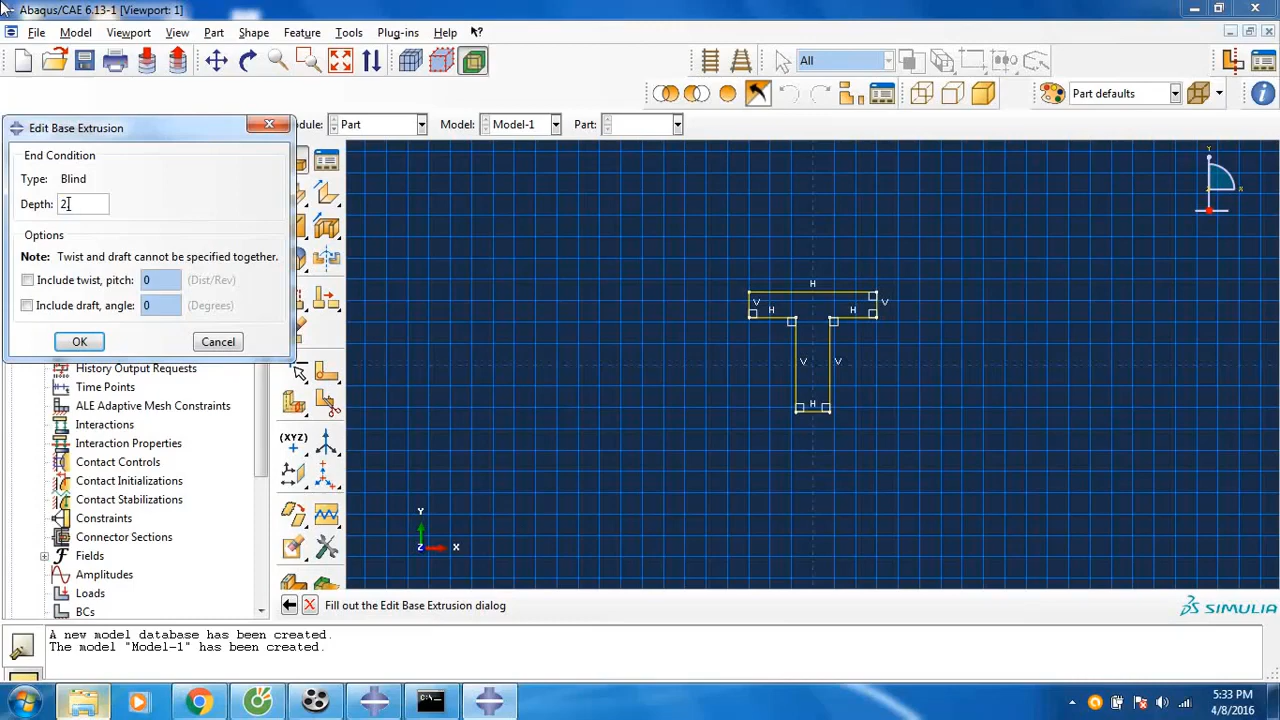 Abaqus/CAE 6.13-1 [Viewport: 1]
File Model Viewport View Part Shape Feature Tools Plug-ins Help
All
Part defaults
Edit Base Extrusion
dule: Part Model: Model-1 Part:
End Condition
Type: Blind
Depth: 2
Options
Note: Twist and draft cannot be specified together.
Include twist, pitch: 0 (Dist/Rev)
Include draft, angle: 0 (Degrees)
OK Cancel
History Output Requests
Time Points
ALE Adaptive Mesh Constraints
Interactions
Interaction Properties
Contact Controls
Contact Initializations
Contact Stabilizations
Constraints
Connector Sections
Fields
Amplitudes
Loads
BCs
(XYZ)
Y
X
H
V H H V
V V
H
Y
Z X
Fill out the Edit Base Extrusion dialog
SIMULIA
A new model database has been created.
The model "Model-1" has been created.
5:33 PM
4/8/2016